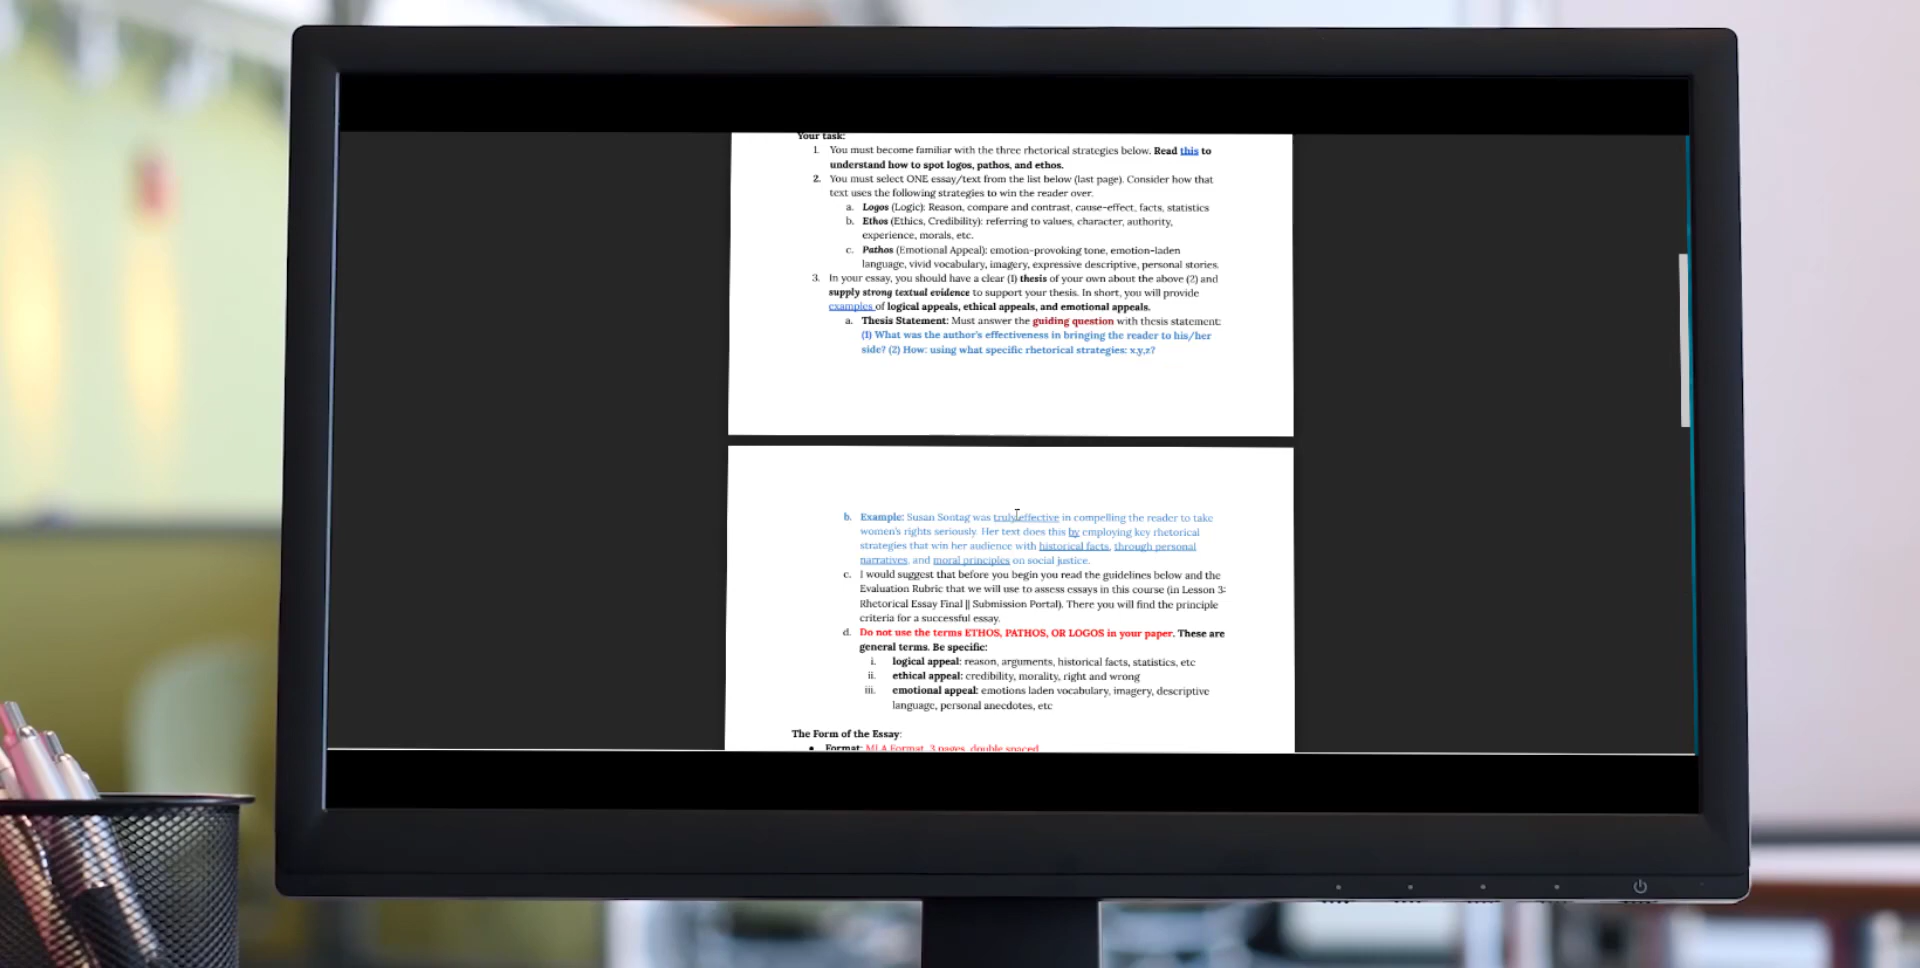 Your task:
1. You must become familiar with the three rhetorical strategies below. Read this to
understand how to spot logos, pathos, and ethos.
2. You must select ONE essay/text from the list below (last page). Consider how that
text uses the following strategies to win the reader over.
a. Logos (Logic): Reason, compare and contrast, cause-effect, facts, statistics
b. Ethos (Ethics, Credibility): referring to values, character, authority,
experience, morals, etc.
c. Pathos (Emotional Appeal): emotion-provoking tone, emotion-laden
language, vivid vocabulary, imagery, expressive descriptive, personal stories.
3. In your essay, you should have a clear (1) thesis of your own about the above (2) and
supply strong textual evidence to support your thesis. In short, you will provide
examples of logical appeals, ethical appeals, and emotional appeals.
a. Thesis Statement: Must answer the guiding question with thesis statement:
(1) What was the author's effectiveness in bringing the reader to his/her
side? (2) How: using what specific rhetorical strategies: x,y,z?
b. Example: Susan Sontag was truly effective in compelling the reader to take
women's rights seriously. Her text does this by employing key rhetorical
strategies that win her audience with historical facts, through personal
narratives, and moral principles on social justice.
c. I would suggest that before you begin you read the guidelines below and the
Evaluation Rubric that we will use to assess essays in this course (in Lesson 3:
Rhetorical Essay Final || Submission Portal). There you will find the principle
criteria for a successful essay.
d. Do not use the terms ETHOS, PATHOS, OR LOGOS in your paper. These are
general terms. Be specific:
i. logical appeal: reason, arguments, historical facts, statistics, etc
ii. ethical appeal: credibility, morality, right and wrong
iii. emotional appeal: emotions laden vocabulary, imagery, descriptive
language, personal anecdotes, etc
The Form of the Essay:
• Format: MLA Format, 3 pages, double spaced